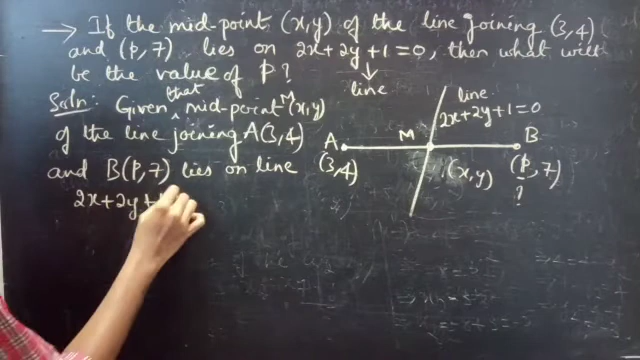 → If the mid-point (x,y) of the line joining (3,4)
and (P,7) lies on 2x+2y+1=0, then what will
be the value of P?
line
Soln: Given that mid-point M(x,y)
of the line joining A(3,4)
and B(P,7) lies on line
2x+2y+1
line
2x+2y+1=0
A M B
(3,4) (x,y) (P,7)
?